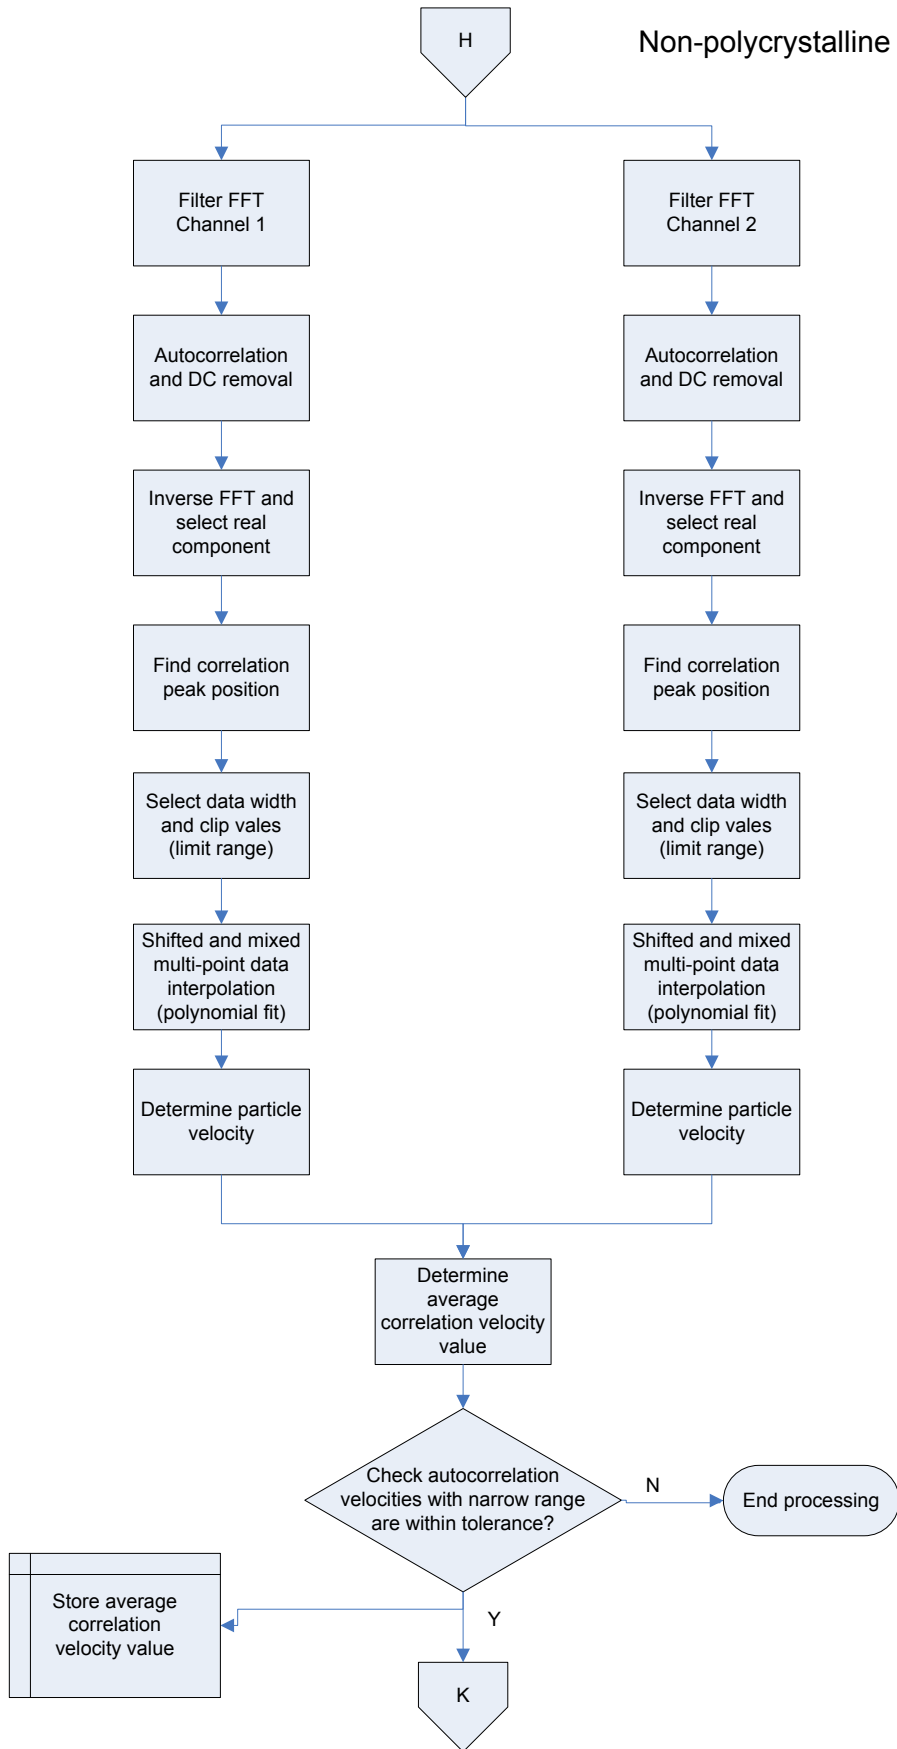 H
Non-polycrystalline
Filter FFT
Channel 1
Filter FFT
Channel 2
Autocorrelation
and DC removal
Autocorrelation
and DC removal
Inverse FFT and
select real
component
Inverse FFT and
select real
component
Find correlation
peak position
Find correlation
peak position
Select data width
and clip vales
(limit range)
Select data width
and clip vales
(limit range)
Shifted and mixed
multi-point data
interpolation
(polynomial fit)
Shifted and mixed
multi-point data
interpolation
(polynomial fit)
Determine particle
velocity
Determine particle
velocity
Determine
average
correlation velocity
value
Check autocorrelation
velocities with narrow range
are within tolerance?
N
End processing
Store average
correlation
velocity value
Y
K